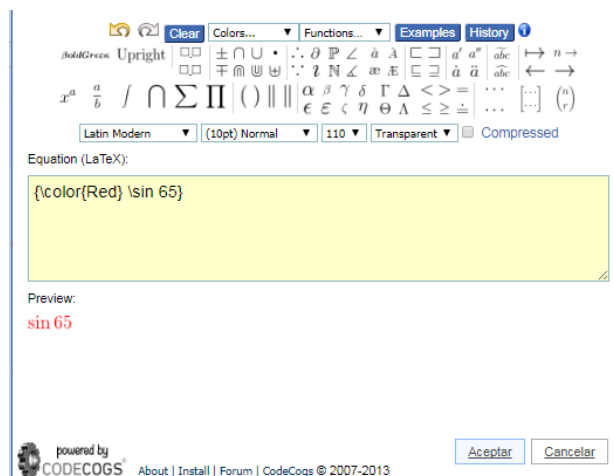 Clear Colors... Functions... Examples History
BoldGreek Upright
Latin Modern (10pt) Normal 110 Transparent Compressed
Equation (LaTeX):
{\color{Red} \sin 65}
Preview:
sin 65
powered by
CODECOGS About | Install | Forum | CodeCogs © 2007-2013
Aceptar Cancelar